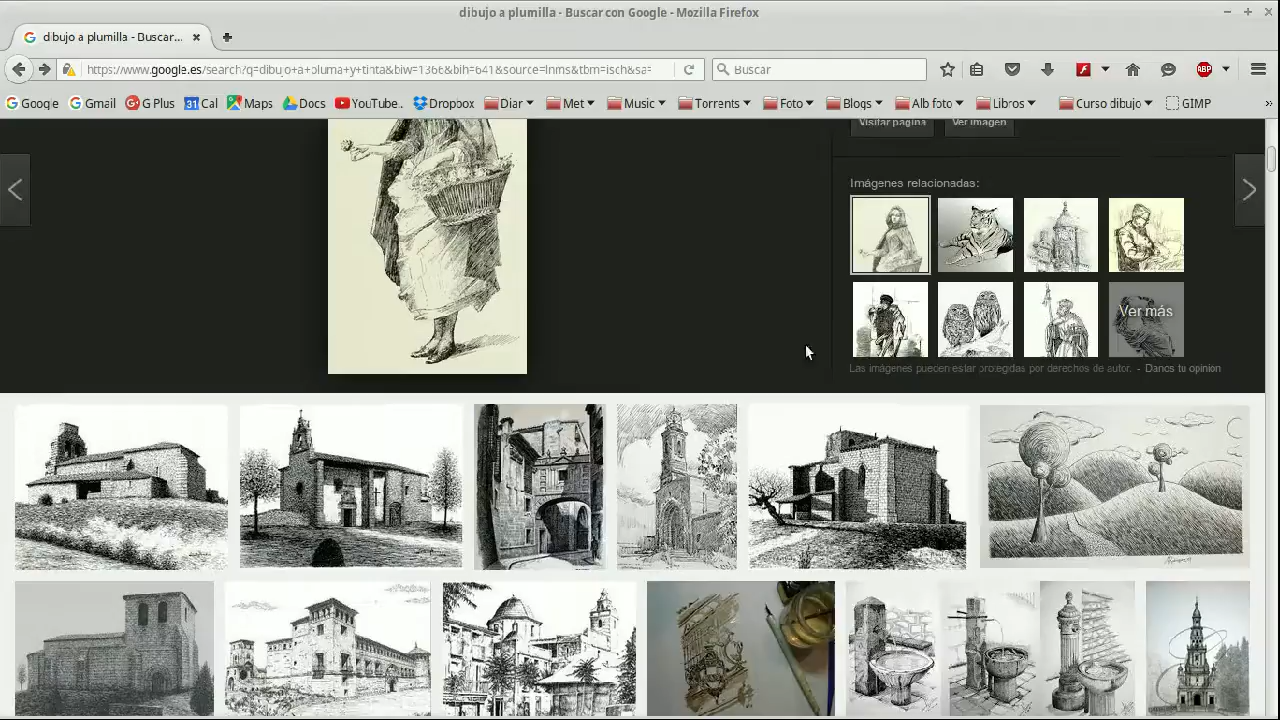 dibujo a plumilla - Buscar con Google - Mozilla Firefox
dibujo a plumilla - Buscar...
https://www.google.es/search?q=dibujo+a+pluma+y+tinta&biw=1366&bih=641&source=lnms&tbm=isch&sa=
Buscar
ABP
Google Gmail G Plus 31 Cal Maps Docs YouTube. Dropbox Diar Met Music Torrents Foto Blogs Alb foto Libros Curso dibujo GIMP »
Visitar página Ver imagen
Imágenes relacionadas:
Ver más
Las imágenes pueden estar protegidas por derechos de autor. - Danos tu opinión